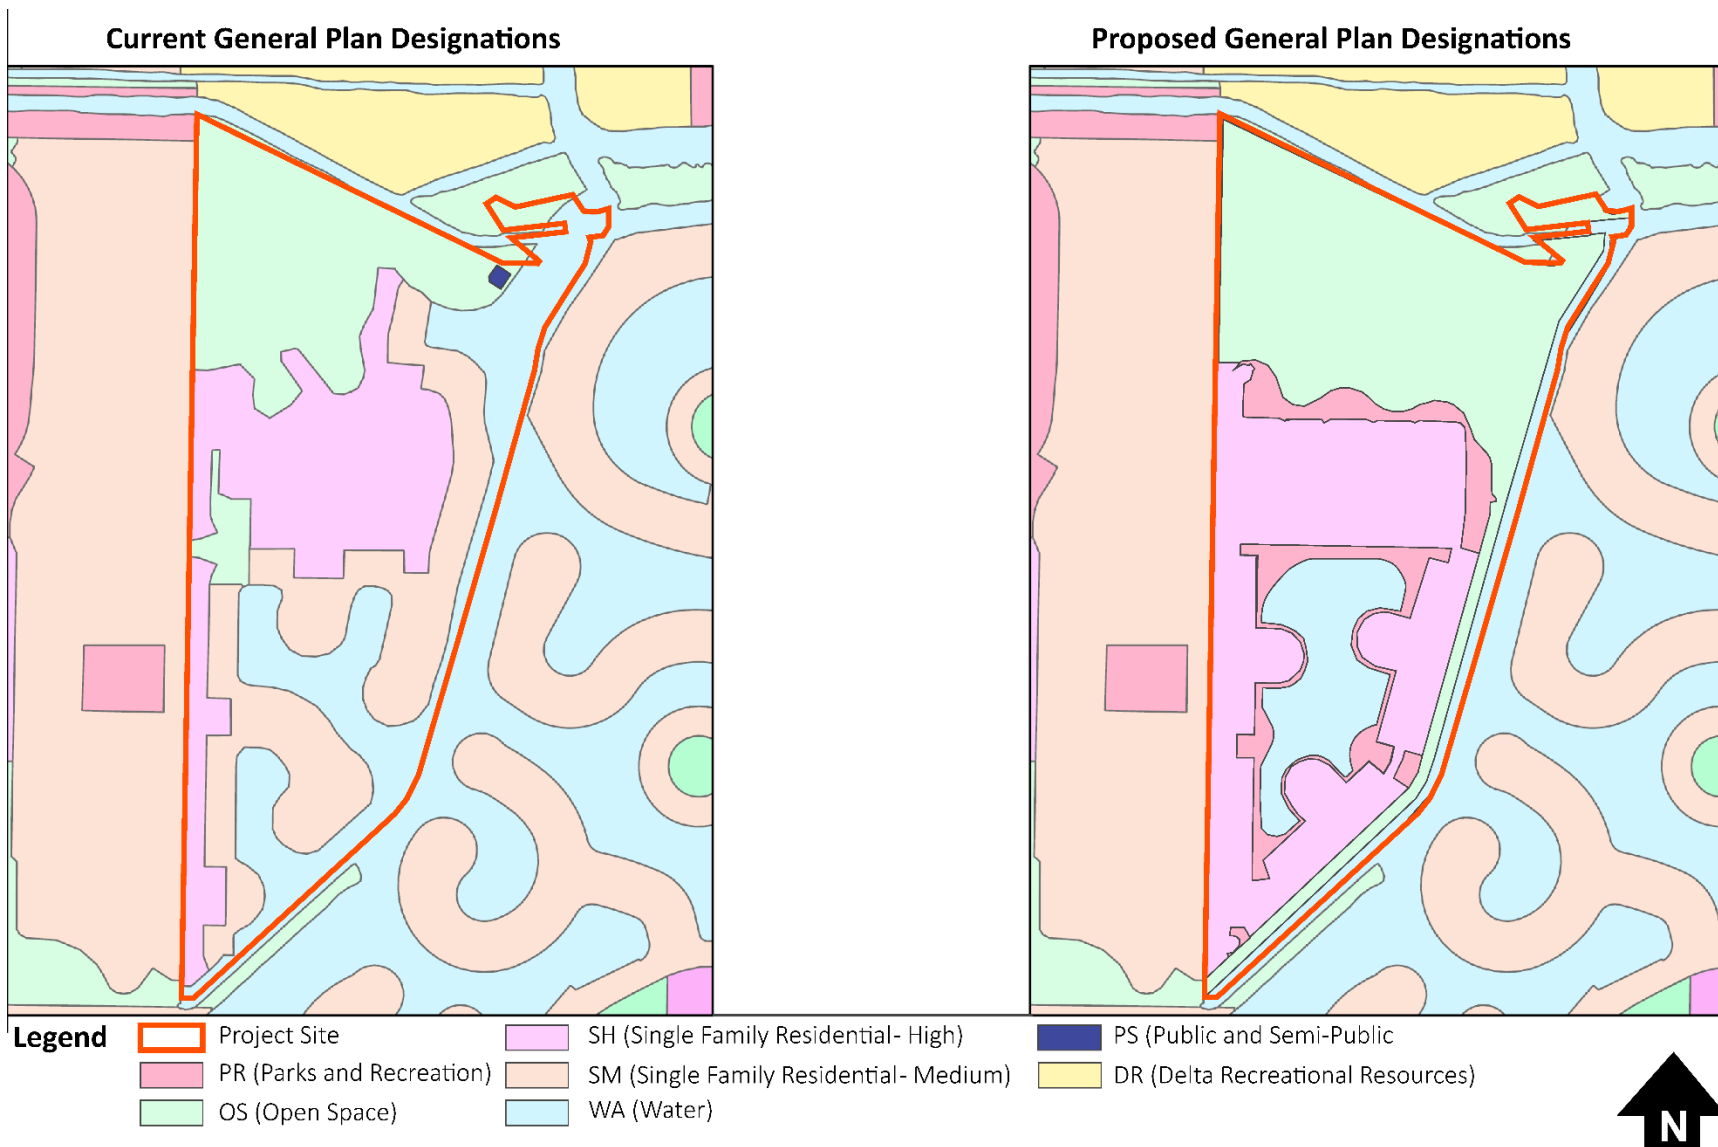 Current General Plan Designations
Proposed General Plan Designations
Legend
Project Site
SH (Single Family Residential- High)
PS (Public and Semi-Public
PR (Parks and Recreation)
SM (Single Family Residential- Medium)
DR (Delta Recreational Resources)
OS (Open Space)
WA (Water)
N